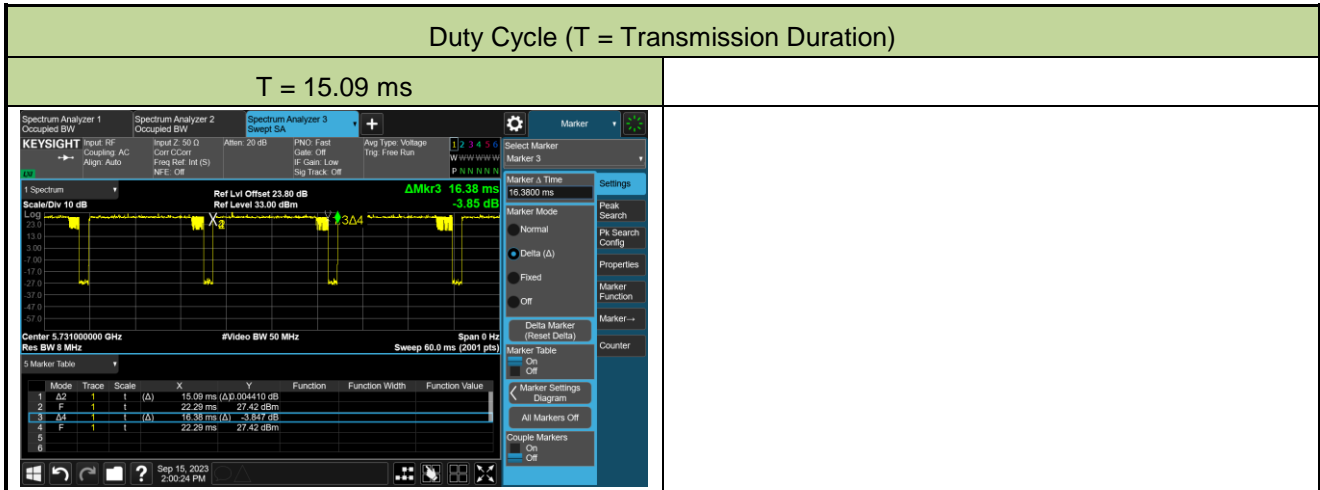 Duty Cycle (T = Transmission Duration)
T = 15.09 ms
Spectrum Analyzer 1
Occupied BW
Spectrum Analyzer 2
Occupied BW
Spectrum Analyzer 3
Swept SA
+
Marker
KEYSIGHT
Input: RF
Coupling: AC
Align: Auto
Input Z: 50 Ω
Corr CCorr
Freq Ref: Int (S)
NFE: Off
Atten: 20 dB
PNO: Fast
Gate: Off
IF Gain: Low
Sig Track: Off
Avg Type: Voltage
Trig: Free Run
1 2 3 4 5 6
W W W W W W
P N N N N N
LXI
Select Marker
Marker 3
1 Spectrum
Scale/Div 10 dB
Log
Ref Lvl Offset 23.80 dB
Ref Level 33.00 dBm
ΔMkr3 16.38 ms
-3.85 dB
23.0
13.0
3.00
-7.00
-17.0
-27.0
-37.0
-47.0
-57.0
3Δ4
Center 5.731000000 GHz
Res BW 8 MHz
#Video BW 50 MHz
Span 0 Hz
Sweep 60.0 ms (2001 pts)
5 Marker Table
Mode Trace Scale X Y Function Function Width Function Value
1 Δ2 1 t (Δ) 15.09 ms (Δ) 0.004410 dB
2 F 1 t 22.29 ms 27.42 dBm
3 Δ4 1 t (Δ) 16.38 ms (Δ) -3.847 dB
4 F 1 t 22.29 ms 27.42 dBm
5
6
Marker Δ Time
16.3800 ms
Marker Mode
Normal
Delta (Δ)
Fixed
Off
Delta Marker
(Reset Delta)
Marker Table
On
Off
Marker Settings
Diagram
All Markers Off
Couple Markers
On
Off
Settings
Peak
Search
Pk Search
Config
Properties
Marker
Function
Marker→
Counter
?
Sep 15, 2023
2:00:24 PM